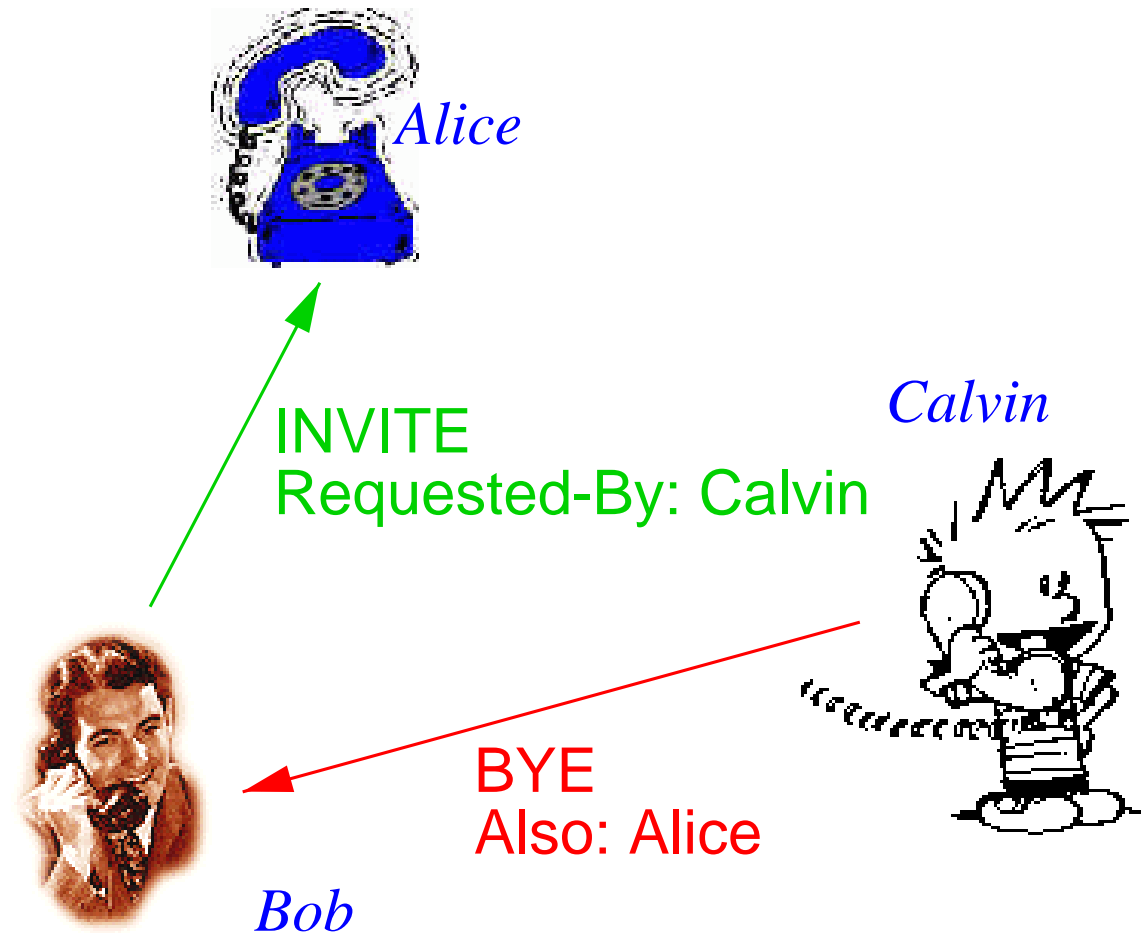 Alice
Calvin
INVITE
Requested-By: Calvin
BYE
Also: Alice
Bob